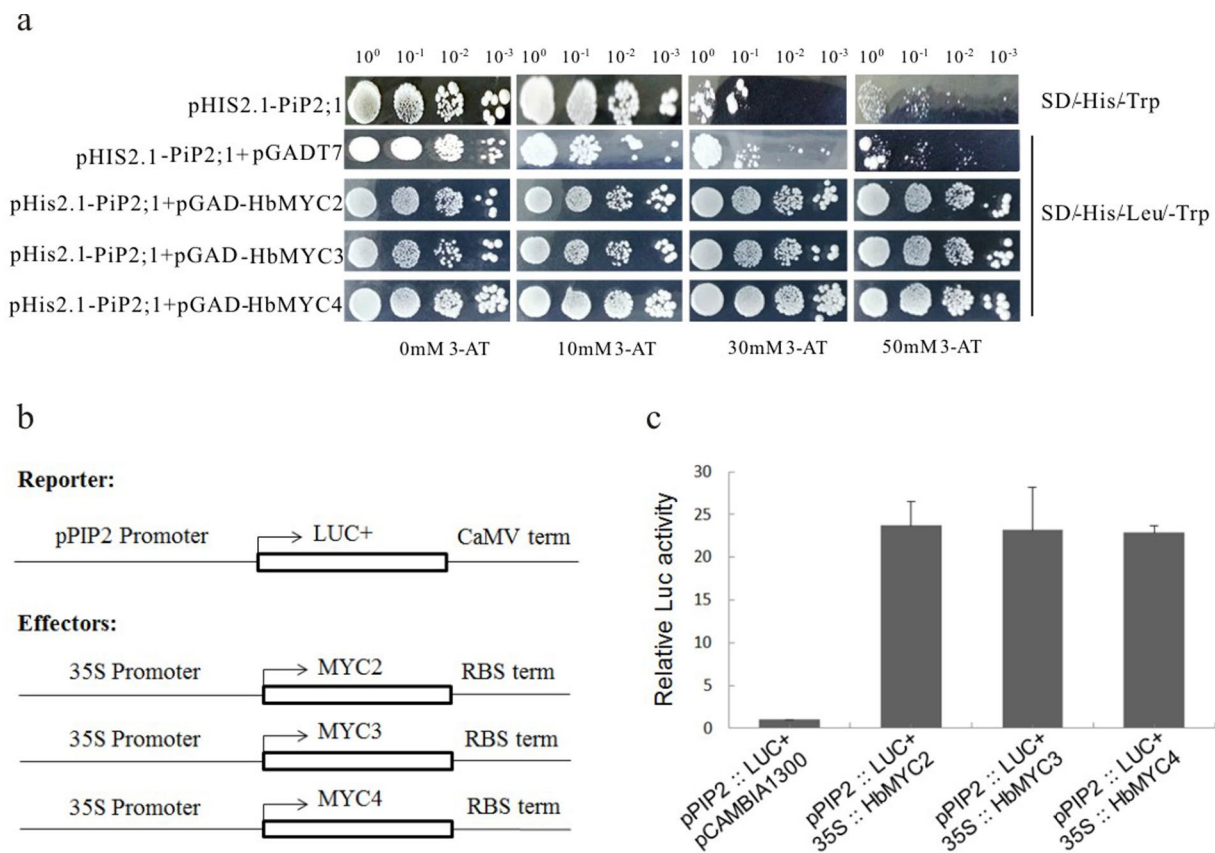 a
10⁰ 10⁻¹ 10⁻² 10⁻³ 10⁰ 10⁻¹ 10⁻² 10⁻³ 10⁰ 10⁻¹ 10⁻² 10⁻³ 10⁰ 10⁻¹ 10⁻² 10⁻³
pHIS2.1-PiP2;1
SD/-His/-Trp
pHIS2.1-PiP2;1+pGADT7
pHis2.1-PiP2;1+pGAD-HbMYC2
SD/-His/-Leu/-Trp
pHis2.1-PiP2;1+pGAD-HbMYC3
pHis2.1-PiP2;1+pGAD-HbMYC4
0mM 3-AT 10mM 3-AT 30mM 3-AT 50mM 3-AT
b
Reporter:
pPIP2 Promoter LUC+ CaMV term
Effectors:
35S Promoter MYC2 RBS term
35S Promoter MYC3 RBS term
35S Promoter MYC4 RBS term
c
Relative Luc activity
30
25
20
15
10
5
0
pPIP2 :: LUC+
pCAMBIA1300
pPIP2 :: LUC+
35S :: HbMYC2
pPIP2 :: LUC+
35S :: HbMYC3
pPIP2 :: LUC+
35S :: HbMYC4